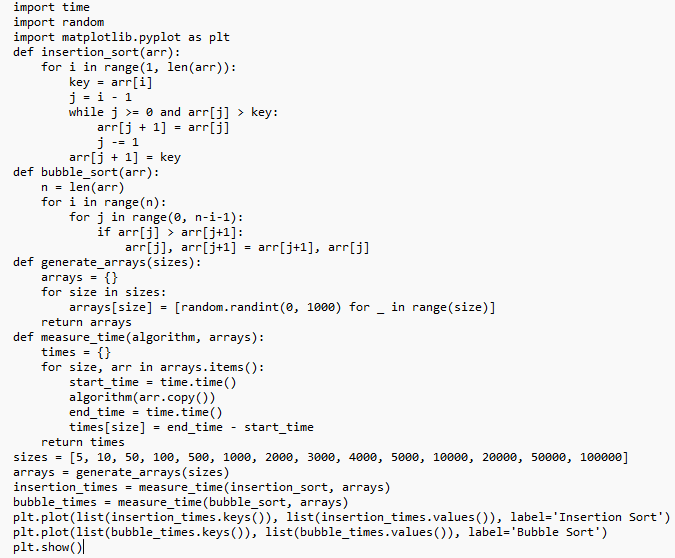 import time
import random
import matplotlib.pyplot as plt
def insertion_sort(arr):
    for i in range(1, len(arr)):
        key = arr[i]
        j = i - 1
        while j >= 0 and arr[j] > key:
            arr[j + 1] = arr[j]
            j -= 1
        arr[j + 1] = key
def bubble_sort(arr):
    n = len(arr)
    for i in range(n):
        for j in range(0, n-i-1):
            if arr[j] > arr[j+1]:
                arr[j], arr[j+1] = arr[j+1], arr[j]
def generate_arrays(sizes):
    arrays = {}
    for size in sizes:
        arrays[size] = [random.randint(0, 1000) for _ in range(size)]
    return arrays
def measure_time(algorithm, arrays):
    times = {}
    for size, arr in arrays.items():
        start_time = time.time()
        algorithm(arr.copy())
        end_time = time.time()
        times[size] = end_time - start_time
    return times
sizes = [5, 10, 50, 100, 500, 1000, 2000, 3000, 4000, 5000, 10000, 20000, 50000, 100000]
arrays = generate_arrays(sizes)
insertion_times = measure_time(insertion_sort, arrays)
bubble_times = measure_time(bubble_sort, arrays)
plt.plot(list(insertion_times.keys()), list(insertion_times.values()), label='Insertion Sort')
plt.plot(list(bubble_times.keys()), list(bubble_times.values()), label='Bubble Sort')
plt.show()